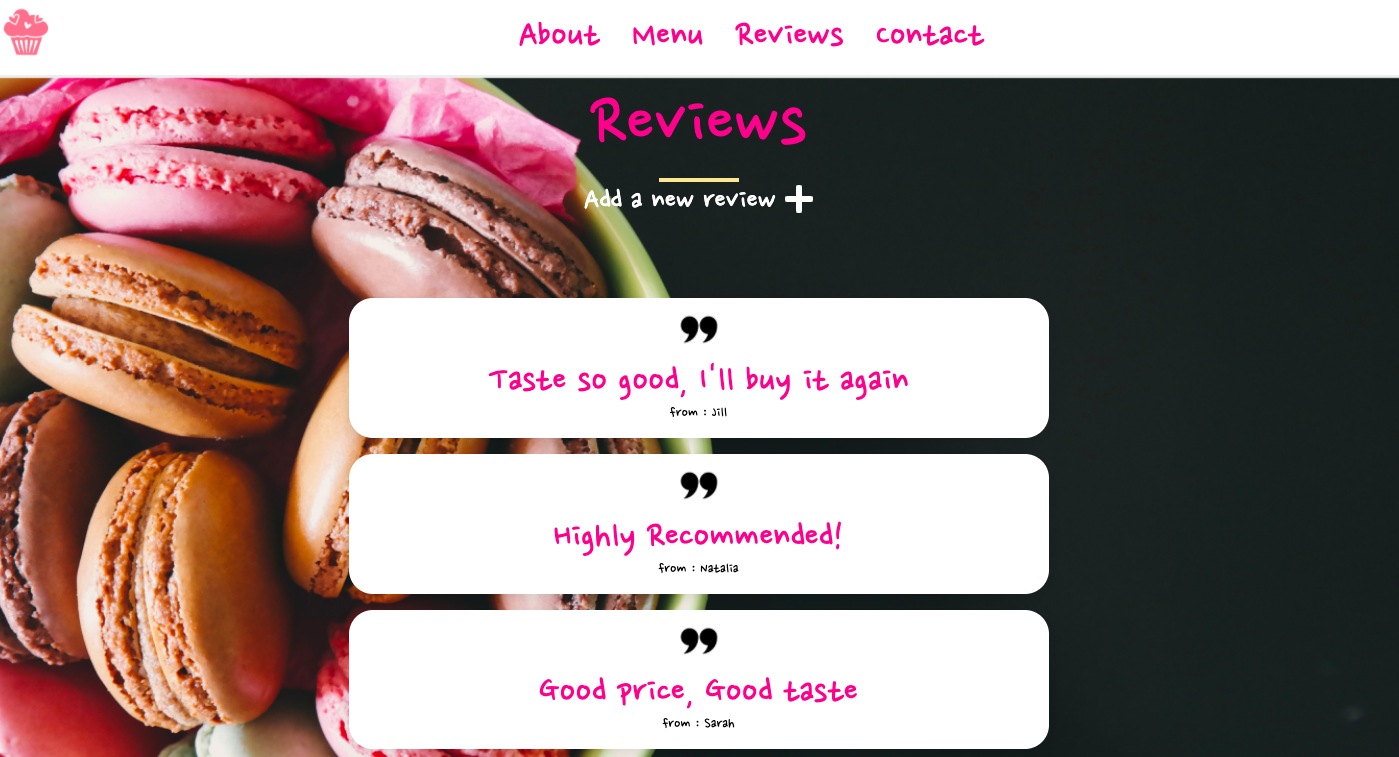 About Menu Reviews Contact
Reviews
Add a new review
Taste so good, I'll buy it again
from : Jill
Highly Recommended!
from : Natalia
Good price, Good taste
from : Sarah